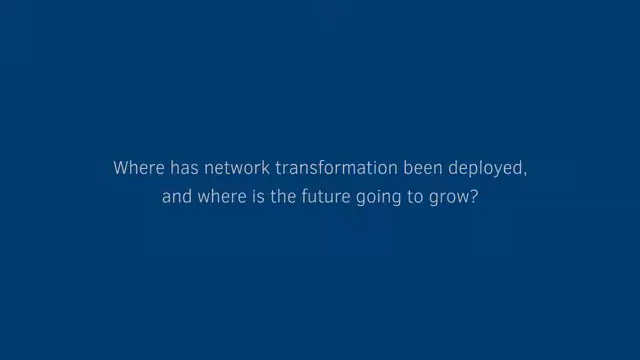 Where has network transformation been deployed,
and where is the future going to grow?